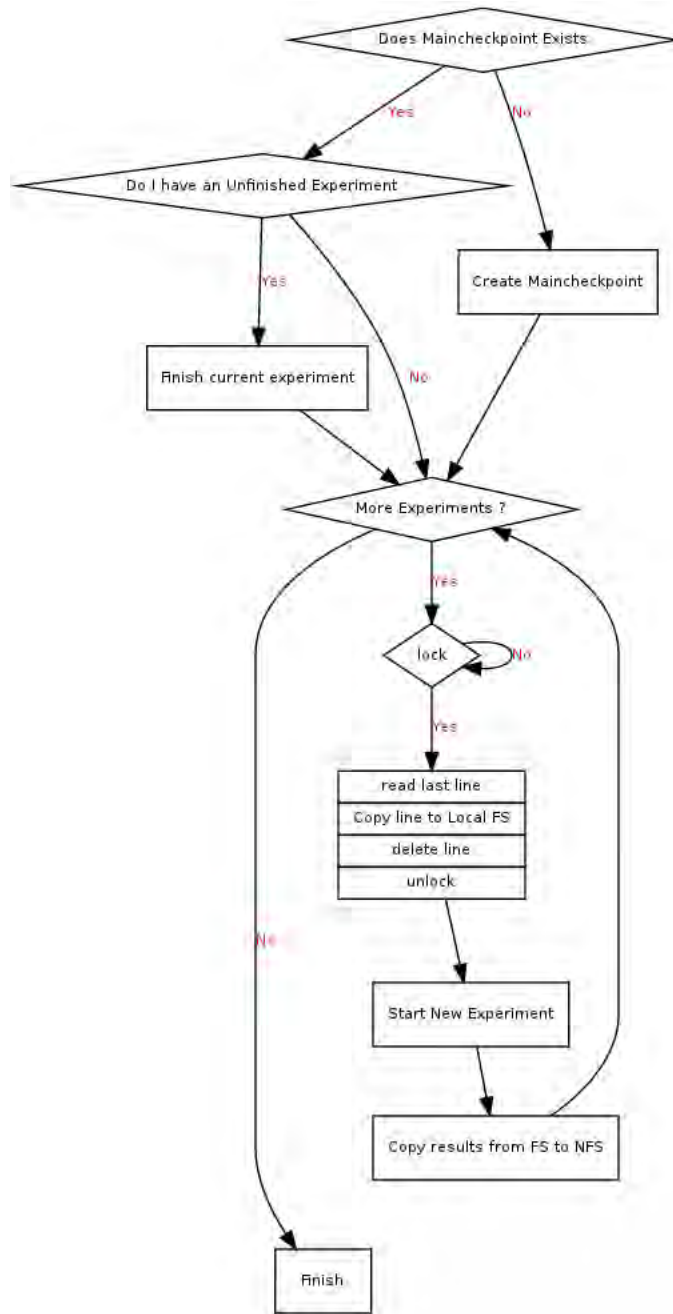 Does Maincheckpoint Exists
Yes
No
Do I have an Unfinished Experiment
Yes
Create Maincheckpoint
Finish current experiment
No
More Experiments ?
Yes
lock
No
Yes
read last line
Copy line to Local FS
delete line
unlock
No
Start New Experiment
Copy results from FS to NFS
Finish